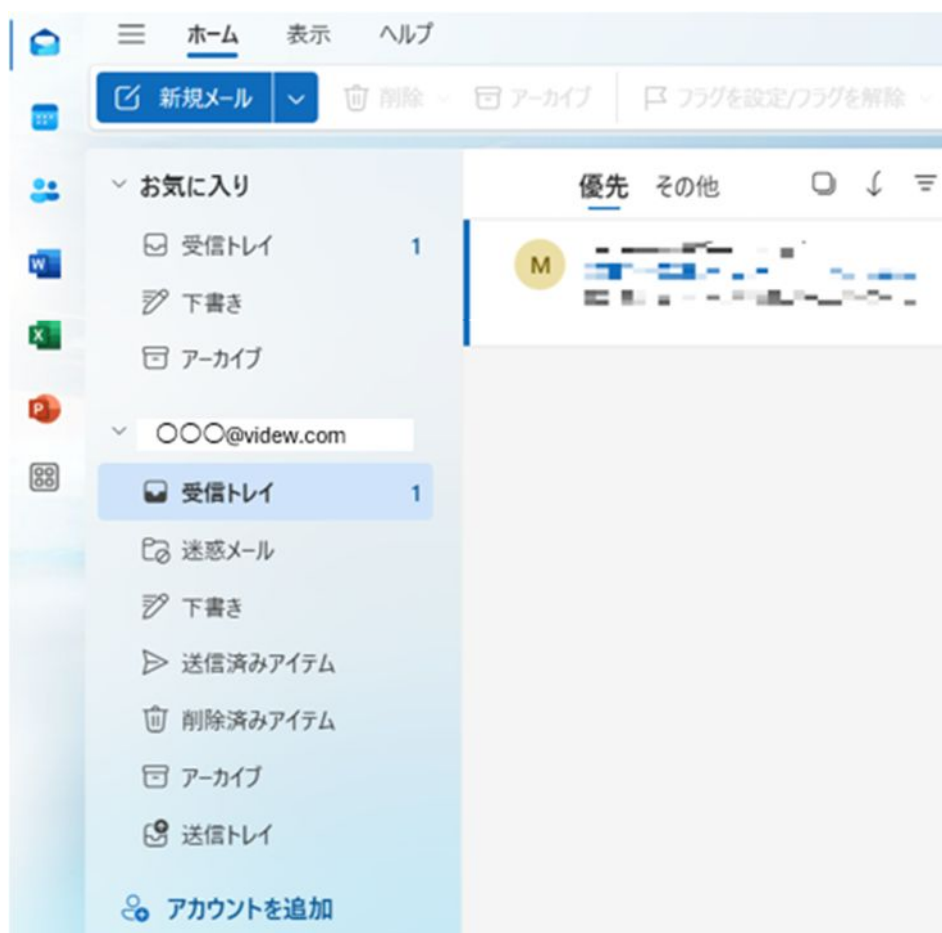 ホーム 表示 ヘルプ
新規メール 削除 アーカイブ フラグを設定/フラグを解除
お気に入り
受信トレイ 1
下書き
アーカイブ
〇〇〇@videw.com
受信トレイ 1
迷惑メール
下書き
送信済みアイテム
削除済みアイテム
アーカイブ
送信トレイ
アカウントを追加
優先 その他
M
W
X
P